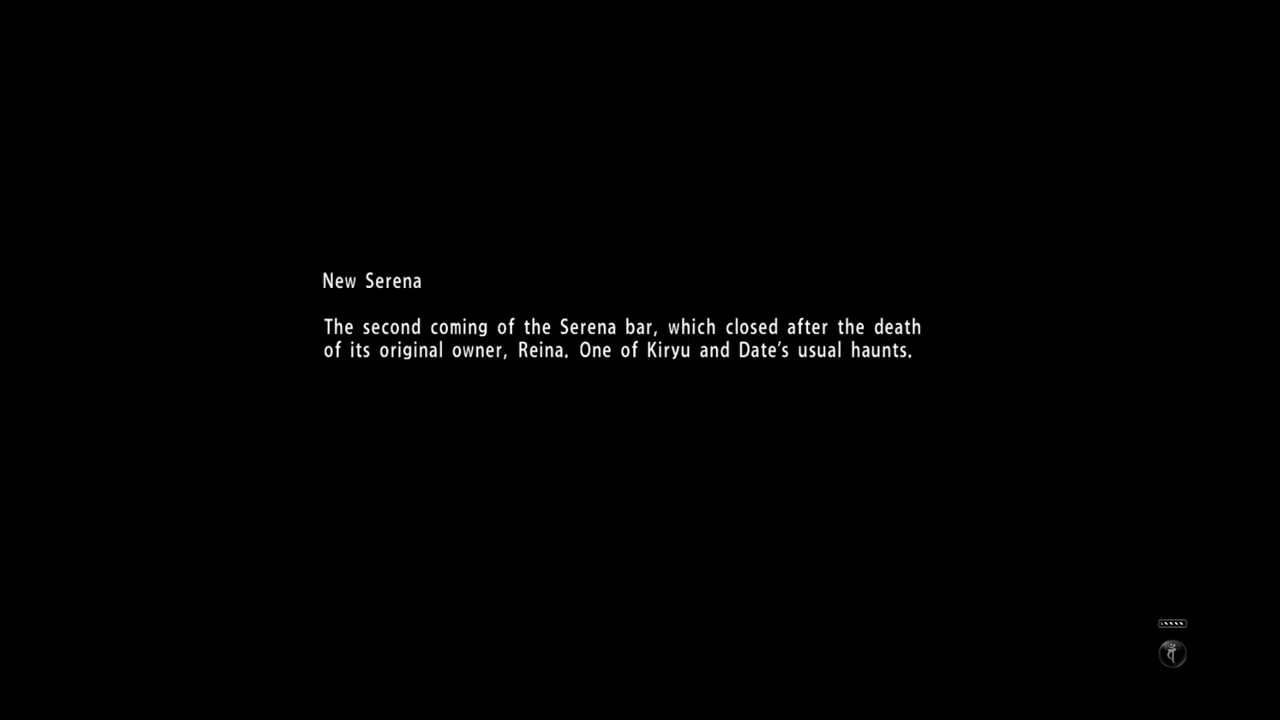 New Serena
The second coming of the Serena bar, which closed after the death
of its original owner, Reina. One of Kiryu and Date's usual haunts.